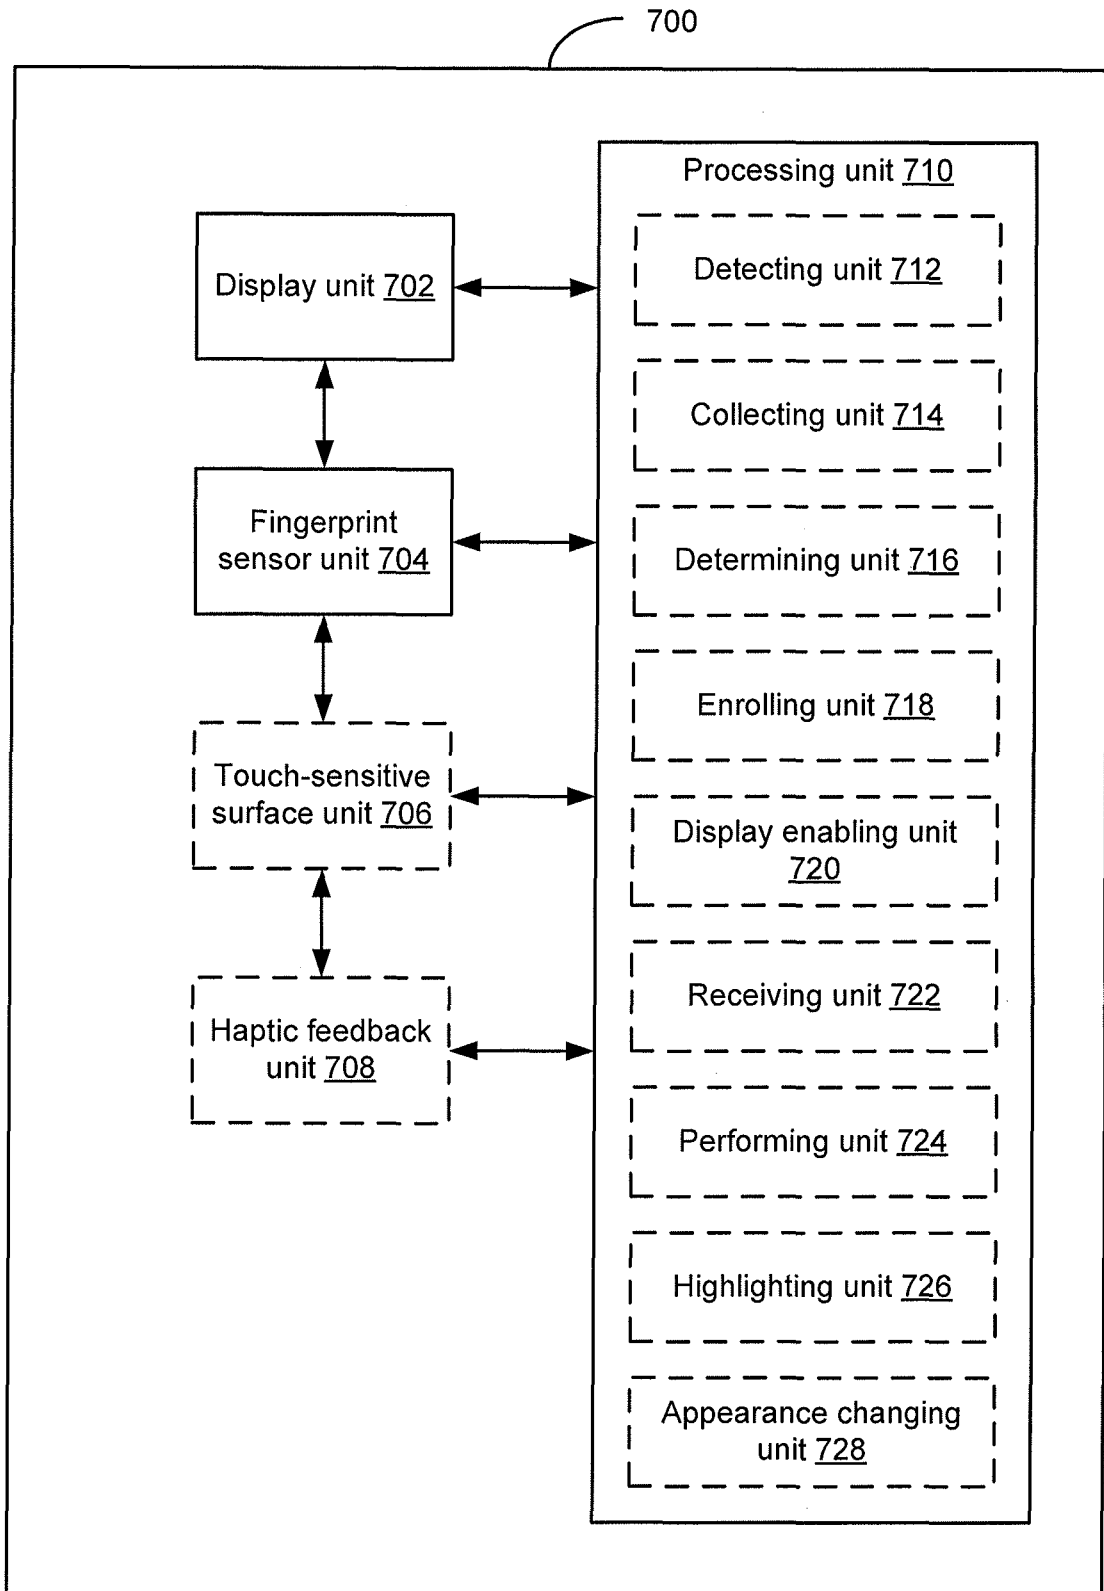 700
Processing unit 710
Display unit 702
Detecting unit 712
Collecting unit 714
Fingerprint
sensor unit 704
Determining unit 716
Enrolling unit 718
Touch-sensitive
surface unit 706
Display enabling unit
720
Receiving unit 722
Haptic feedback
unit 708
Performing unit 724
Highlighting unit 726
Appearance changing
unit 728